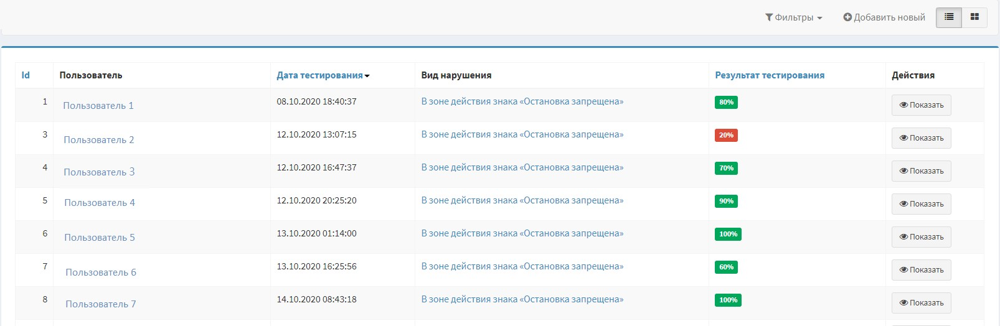 Фильтры Добавить новый
Id Пользователь Дата тестирования Вид нарушения Результат тестирования Действия
1 Пользователь 1 08.10.2020 18:40:37 В зоне действия знака «Остановка запрещена» 80% Показать
3 Пользователь 2 12.10.2020 13:07:15 В зоне действия знака «Остановка запрещена» 20% Показать
4 Пользователь 3 12.10.2020 16:47:37 В зоне действия знака «Остановка запрещена» 70% Показать
5 Пользователь 4 12.10.2020 20:25:20 В зоне действия знака «Остановка запрещена» 90% Показать
6 Пользователь 5 13.10.2020 01:14:00 В зоне действия знака «Остановка запрещена» 100% Показать
7 Пользователь 6 13.10.2020 16:25:56 В зоне действия знака «Остановка запрещена» 60% Показать
8 Пользователь 7 14.10.2020 08:43:18 В зоне действия знака «Остановка запрещена» 100% Показать